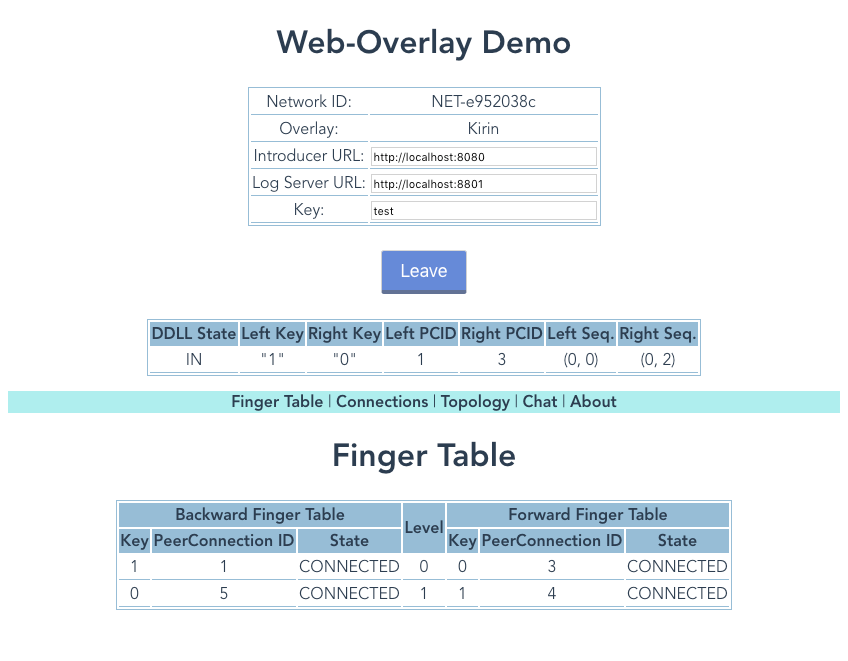 Web-Overlay Demo
Network ID: NET-e952038c
Overlay: Kirin
Introducer URL: http://localhost:8080
Log Server URL: http://localhost:8801
Key: test
Leave
DDLL State Left Key Right Key Left PCID Right PCID Left Seq. Right Seq.
IN "1" "0" 1 3 (0, 0) (0, 2)
Finger Table | Connections | Topology | Chat | About
Finger Table
Backward Finger Table Level Forward Finger Table
Key PeerConnection ID State Key PeerConnection ID State
1 1 CONNECTED 0 0 3 CONNECTED
0 5 CONNECTED 1 1 4 CONNECTED